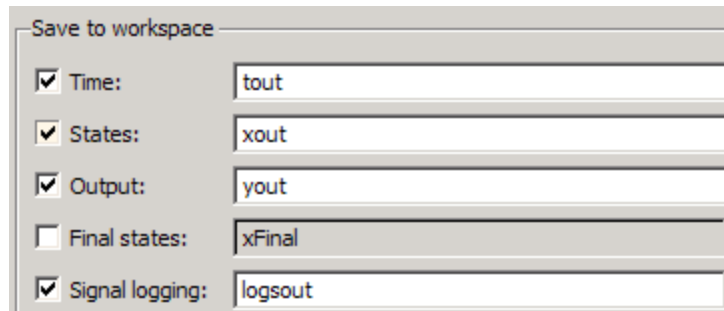 Save to workspace
Time: tout
States: xout
Output: yout
Final states: xFinal
Signal logging: logsout